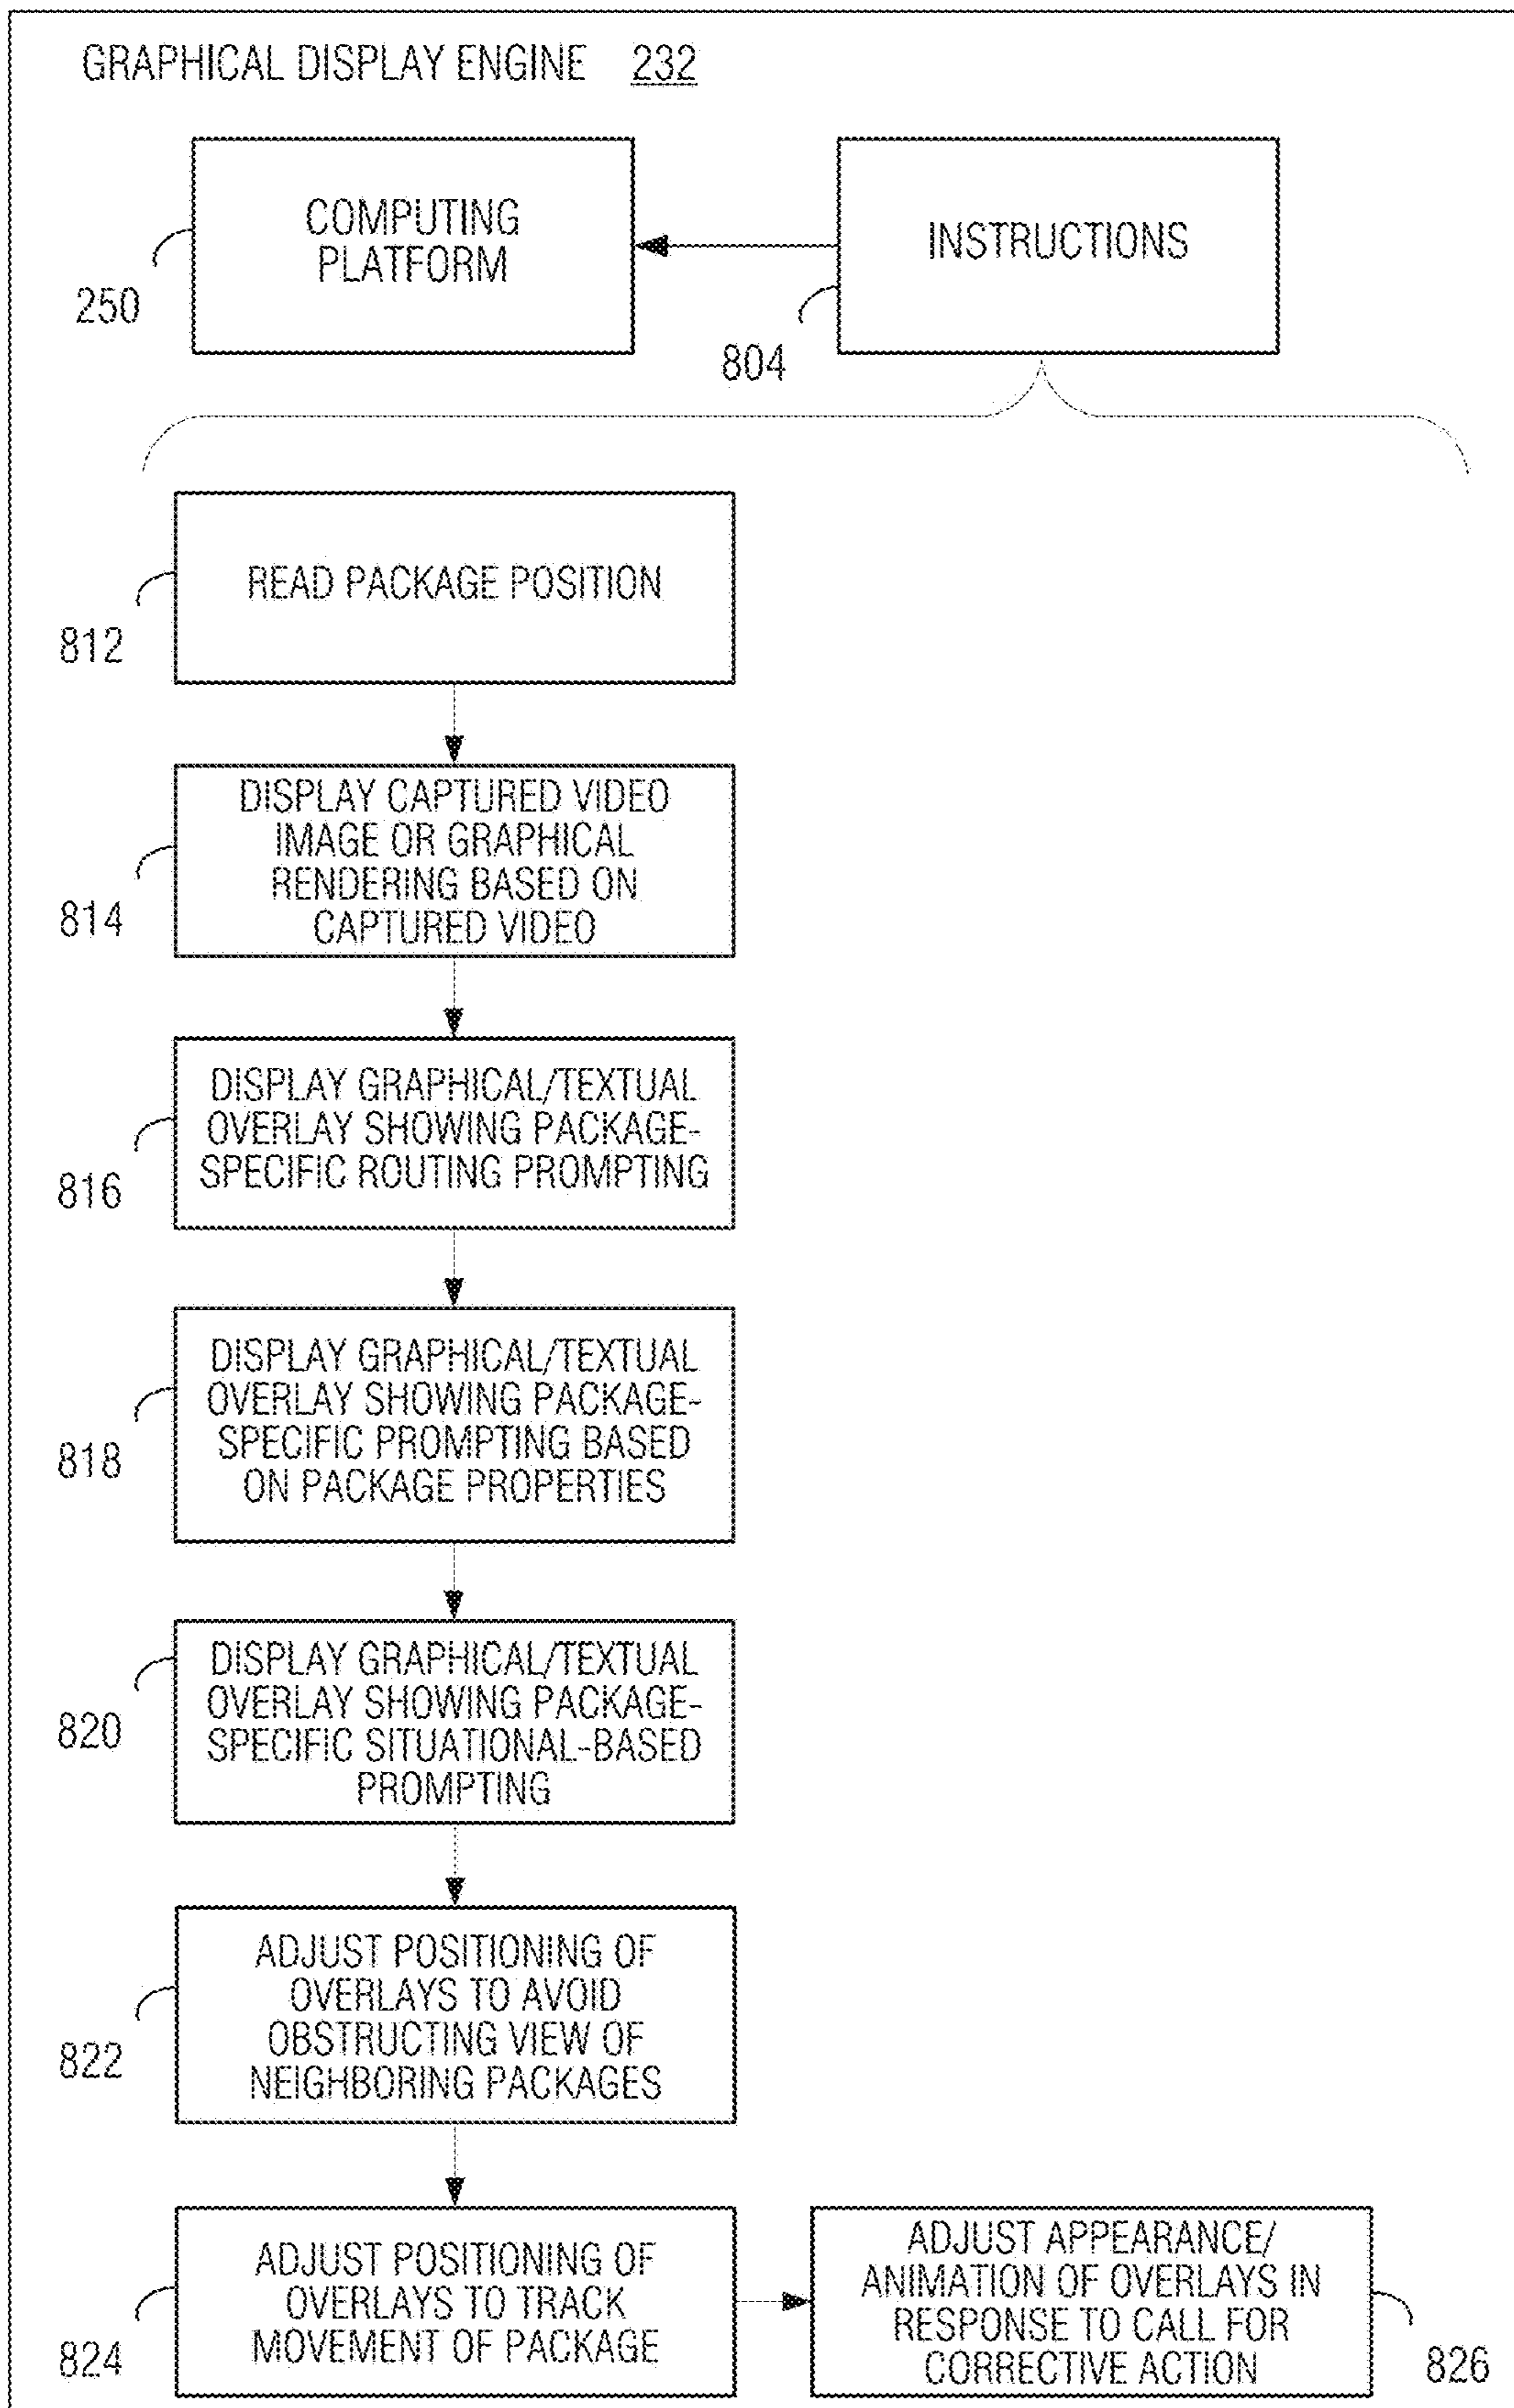 GRAPHICAL DISPLAY ENGINE 232
COMPUTING
PLATFORM
250
INSTRUCTIONS
804
READ PACKAGE POSITION
812
DISPLAY CAPTURED VIDEO
IMAGE OR GRAPHICAL
RENDERING BASED ON
CAPTURED VIDEO
814
DISPLAY GRAPHICAL/TEXTUAL
OVERLAY SHOWING PACKAGE-
SPECIFIC ROUTING PROMPTING
816
DISPLAY GRAPHICAL/TEXTUAL
OVERLAY SHOWING PACKAGE-
SPECIFIC PROMPTING BASED
ON PACKAGE PROPERTIES
818
DISPLAY GRAPHICAL/TEXTUAL
OVERLAY SHOWING PACKAGE-
SPECIFIC SITUATIONAL-BASED
PROMPTING
820
ADJUST POSITIONING OF
OVERLAYS TO AVOID
OBSTRUCTING VIEW OF
NEIGHBORING PACKAGES
822
ADJUST POSITIONING OF
OVERLAYS TO TRACK
MOVEMENT OF PACKAGE
824
ADJUST APPEARANCE/
ANIMATION OF OVERLAYS IN
RESPONSE TO CALL FOR
CORRECTIVE ACTION
826